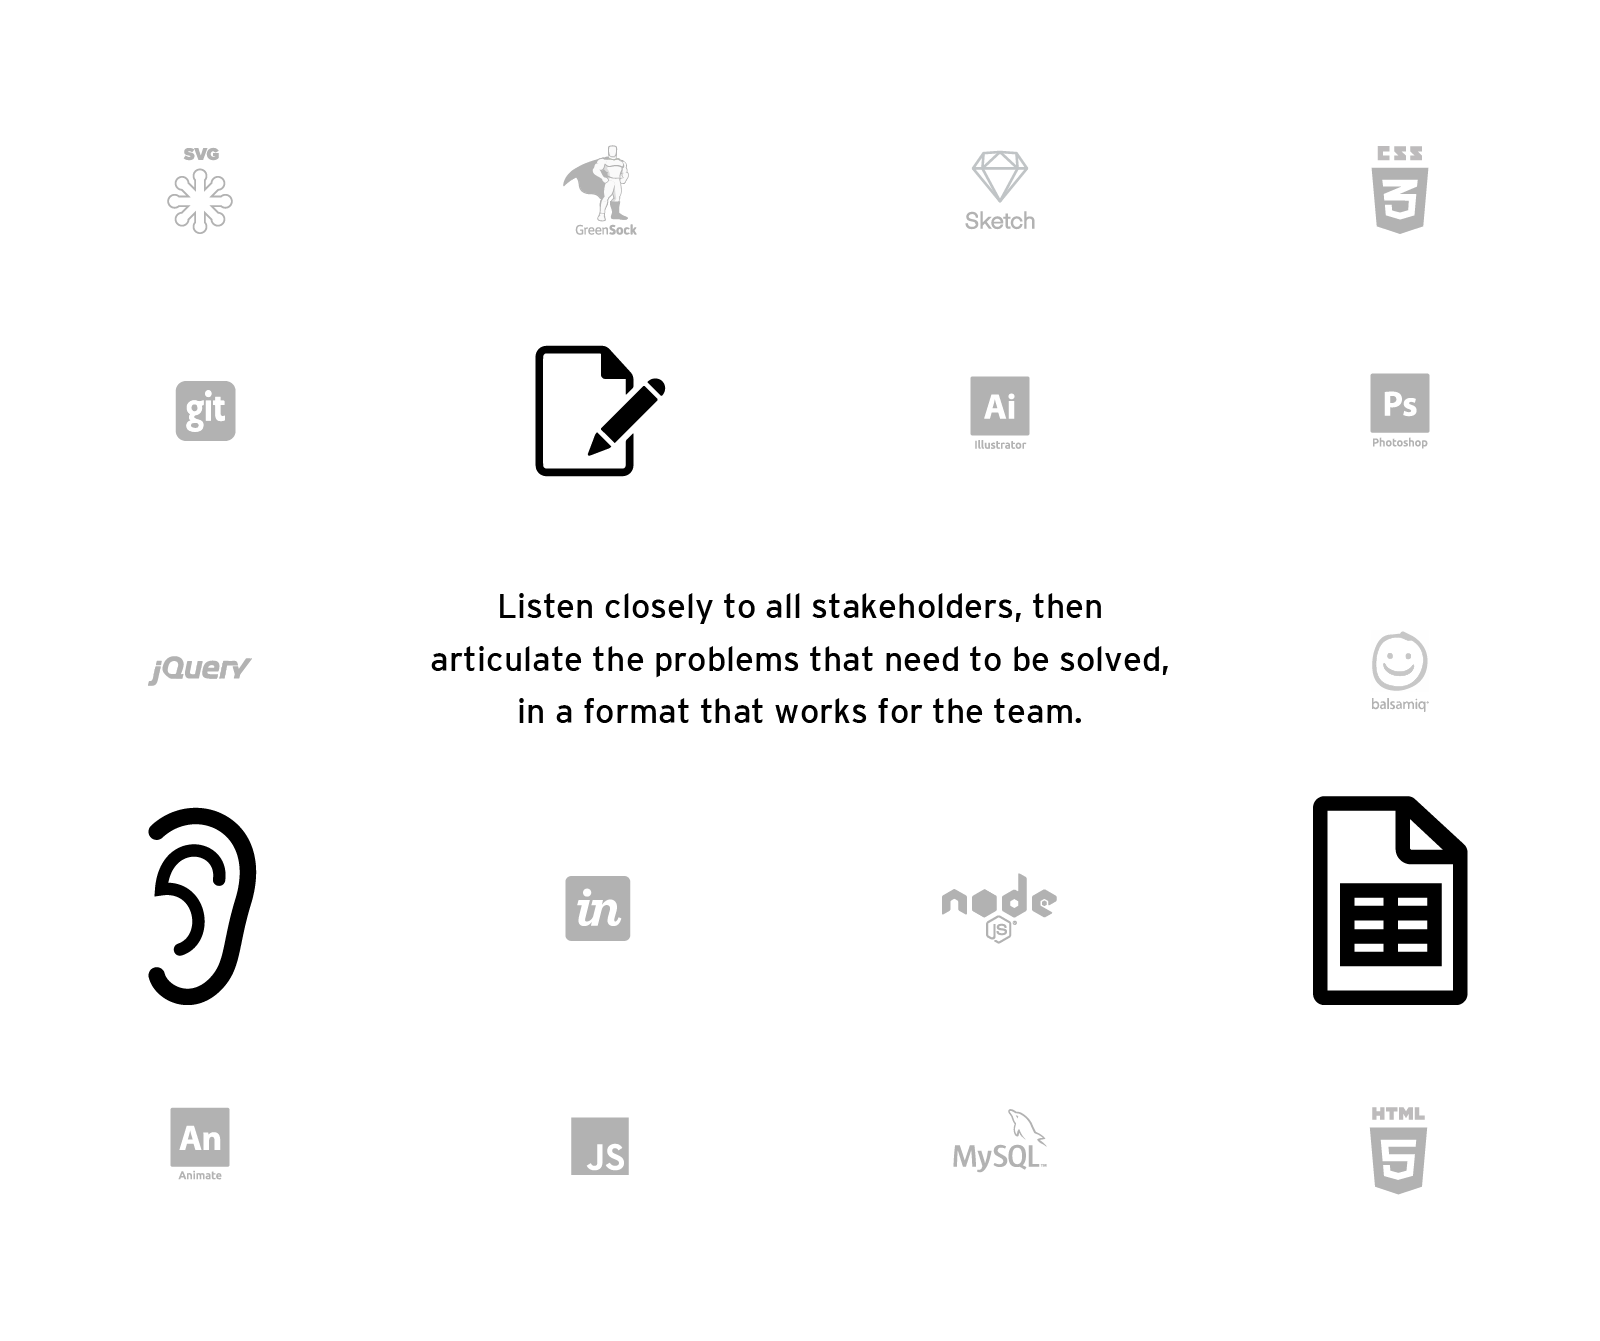 SVG
GreenSock
Sketch
CSS
3
git
Ai
Illustrator
Ps
Photoshop
Listen closely to all stakeholders, then
articulate the problems that need to be solved,
in a format that works for the team.
jQuery
balsamiq
in
node
JS
An
Animate
JS
MySQL™
HTML
5